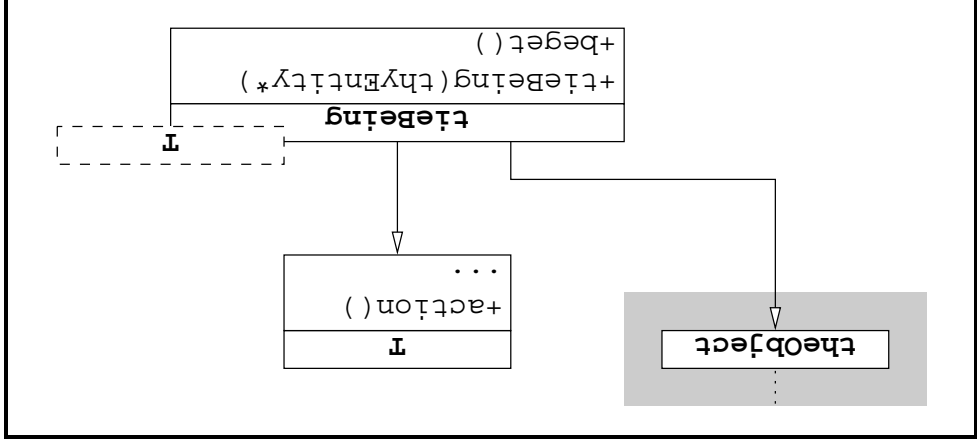 theObject
T
+action()
...
T
tieBeing
+tieBeing(thyEntity*)
+beget()